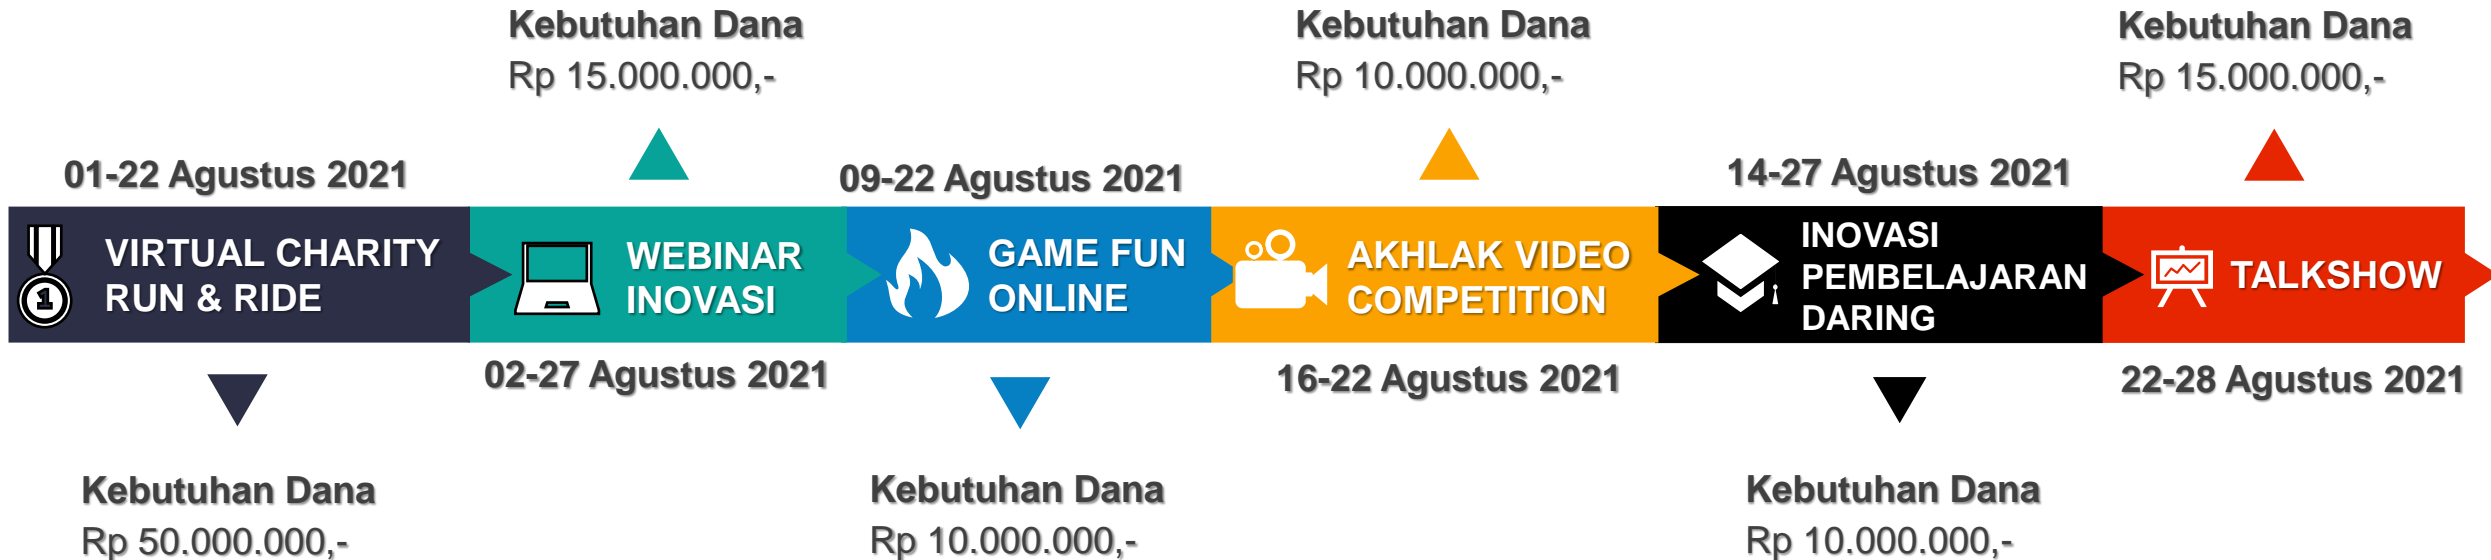 Kebutuhan Dana
Rp 15.000.000,-
Kebutuhan Dana
Rp 10.000.000,-
Kebutuhan Dana
Rp 15.000.000,-
01-22 Agustus 2021
09-22 Agustus 2021
14-27 Agustus 2021
1
VIRTUAL CHARITY
RUN & RIDE
WEBINAR
INOVASI
GAME FUN
ONLINE
AKHLAK VIDEO
COMPETITION
INOVASI
PEMBELAJARAN
DARING
TALKSHOW
02-27 Agustus 2021
16-22 Agustus 2021
22-28 Agustus 2021
Kebutuhan Dana
Rp 50.000.000,-
Kebutuhan Dana
Rp 10.000.000,-
Kebutuhan Dana
Rp 10.000.000,-